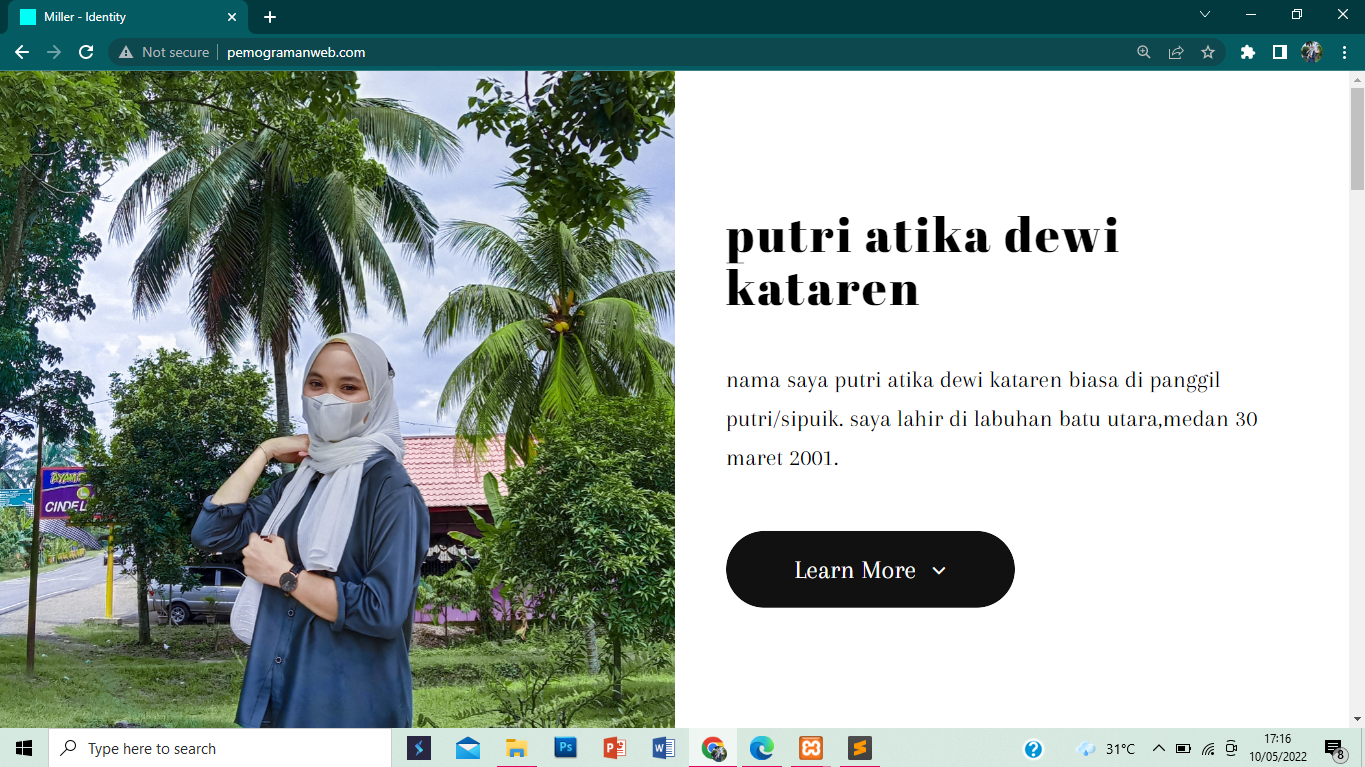 Miller - Identity
Not secure
pemogramanweb.com
putri atika dewi
kataren
nama saya putri atika dewi kataren biasa di panggil
putri/sipuik. saya lahir di labuhan batu utara,medan 30
maret 2001.
Learn More
CINDEL
Type here to search
Ps
31°C
17:16
10/05/2022
8